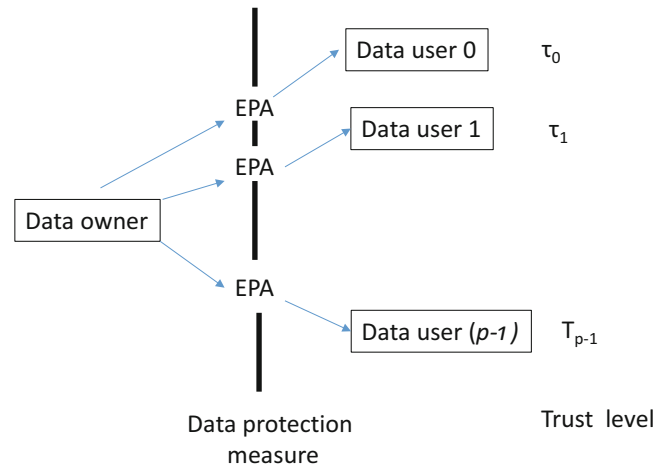 Data user 0 τ0
EPA
Data user 1 τ1
EPA
Data owner
EPA
Data user (p-1) Tp-1
Data protection
measure
Trust level